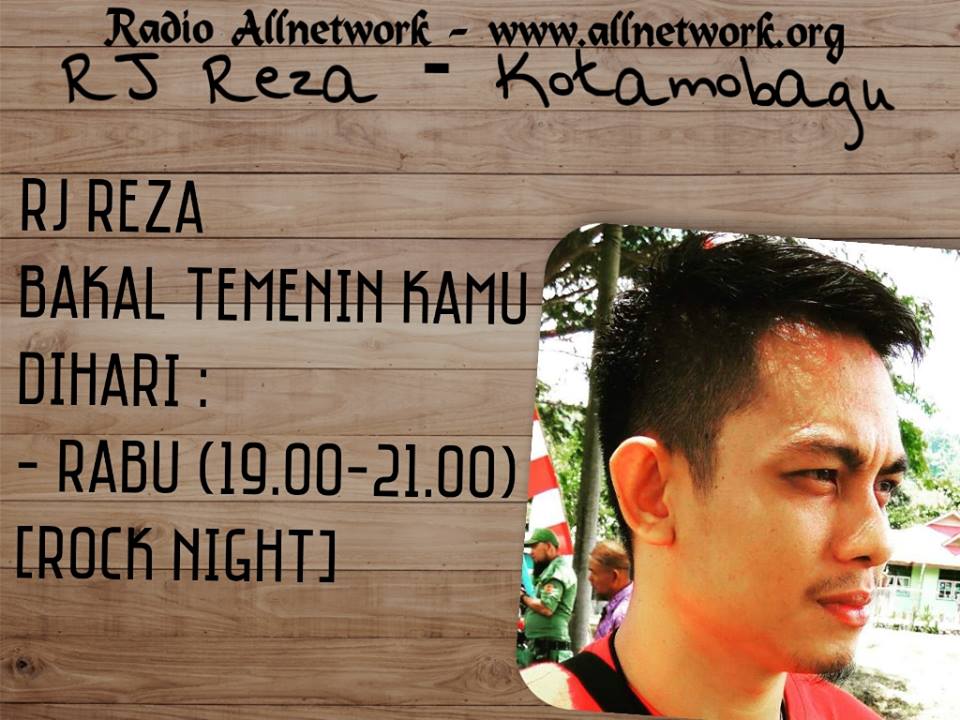 Radio Allnetwork - www.allnetwork.org
RJ Reza - Kotamobagu
RJ REZA
BAKAL TEMENIN KAMU
DIHARI :
- RABU (19.00-21.00)
[ROCK NIGHT]